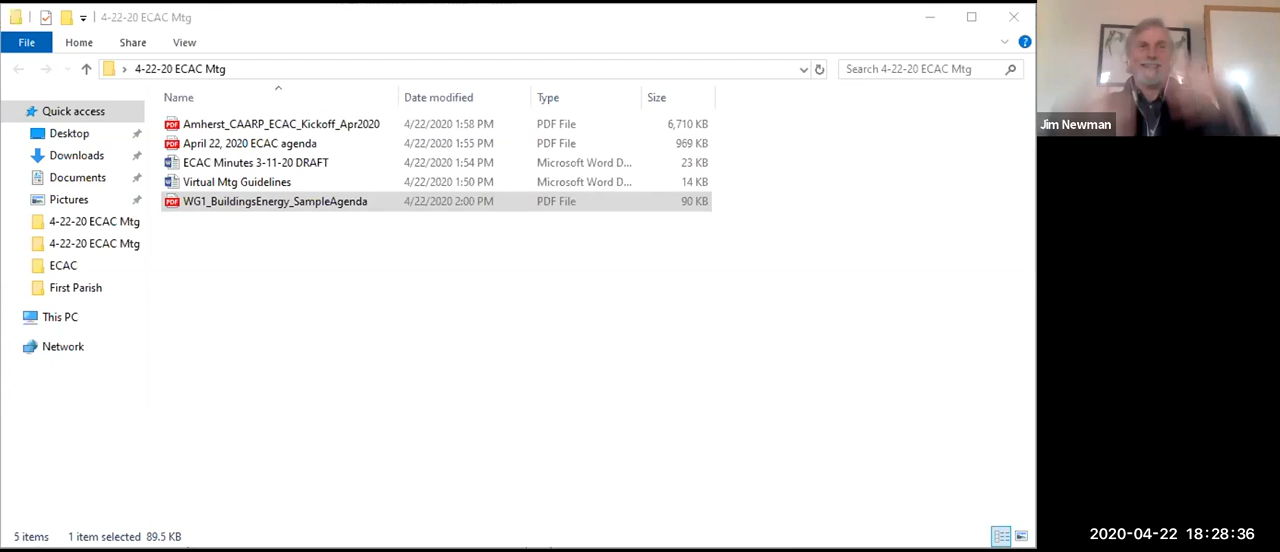 4-22-20 ECAC Mtg
File Home Share View
4-22-20 ECAC Mtg
Search 4-22-20 ECAC Mtg
Jim Newman
Name Date modified Type Size
Quick access
Desktop
Downloads
Documents
Pictures
4-22-20 ECAC Mtg
4-22-20 ECAC Mtg
ECAC
First Parish
This PC
Network
Amherst_CAARP_ECAC_Kickoff_Apr2020 4/22/2020 1:58 PM PDF File 6,710 KB
April 22, 2020 ECAC agenda 4/22/2020 1:55 PM PDF File 969 KB
ECAC Minutes 3-11-20 DRAFT 4/22/2020 1:54 PM Microsoft Word D... 23 KB
Virtual Mtg Guidelines 4/22/2020 1:50 PM Microsoft Word D... 14 KB
WG1_BuildingsEnergy_SampleAgenda 4/22/2020 2:00 PM PDF File 90 KB
5 items 1 item selected 89.5 KB
2020-04-22 18:28:36